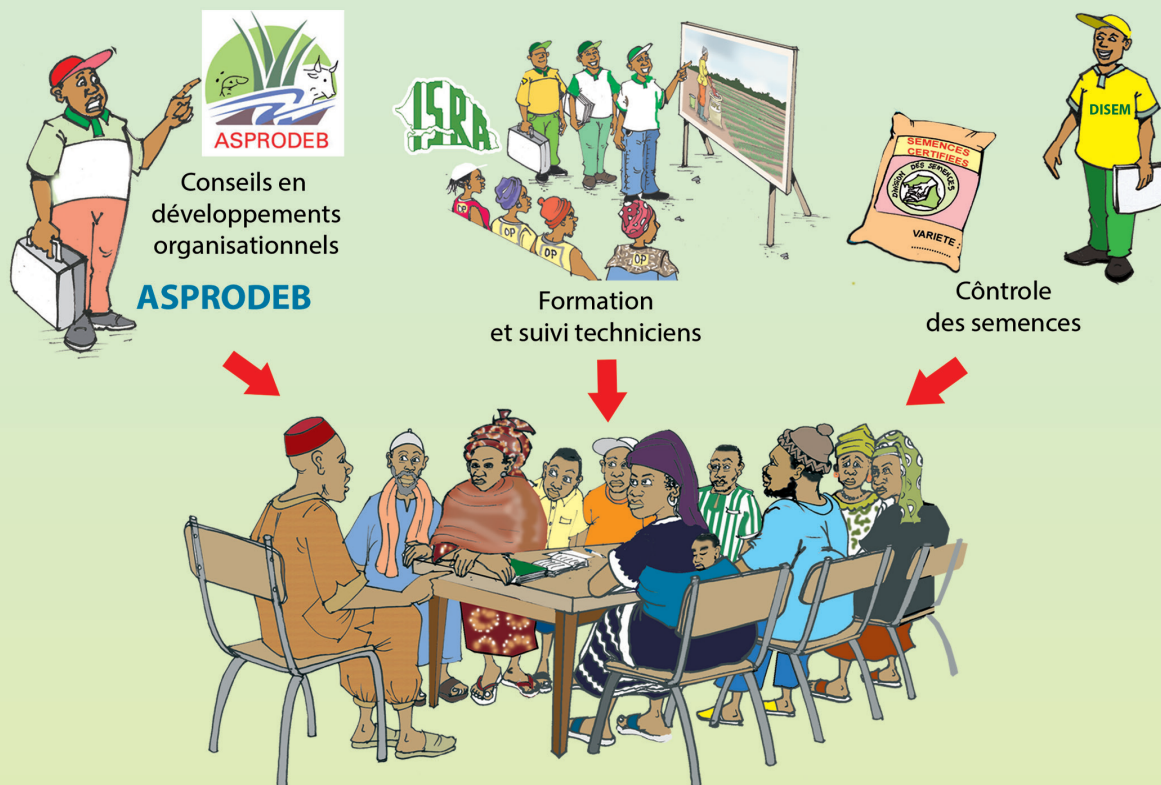 ASPRODEB
Conseils en
développements
organisationnels
ASPRODEB
ISRA
OP
OP
OP
OP
Formation
et suivi techniciens
SEMENCES
CERTIFIEES
DIVISION DES SEMENCES
VARIETE :
..............
DISEM
Côntrole
des semences